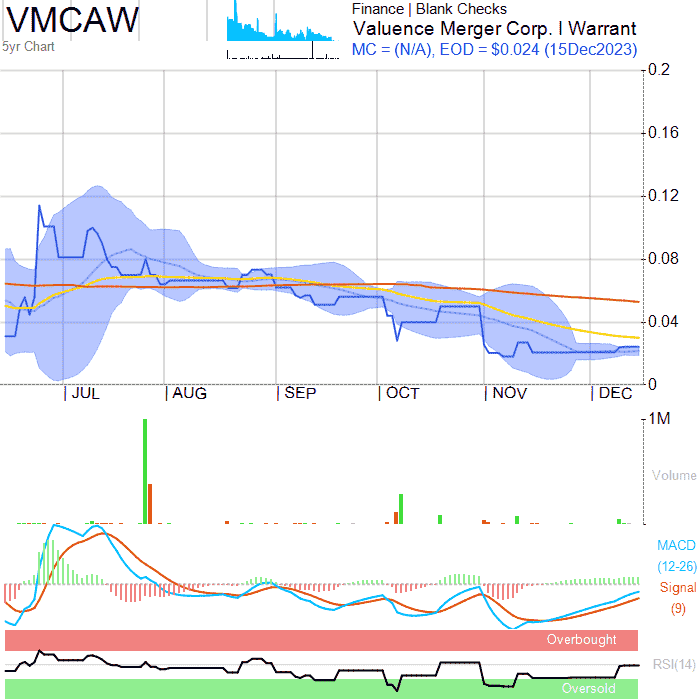 VMCAW
5yr Chart
Finance | Blank Checks
Valuence Merger Corp. I Warrant
MC = (N/A), EOD = $0.024 (15Dec2023)
0.2
0.16
0.12
0.08
0.04
0
| JUL | AUG | SEP | OCT | NOV | DEC
1M
Volume
MACD
(12-26)
Signal
(9)
Overbought
RSI(14)
Oversold